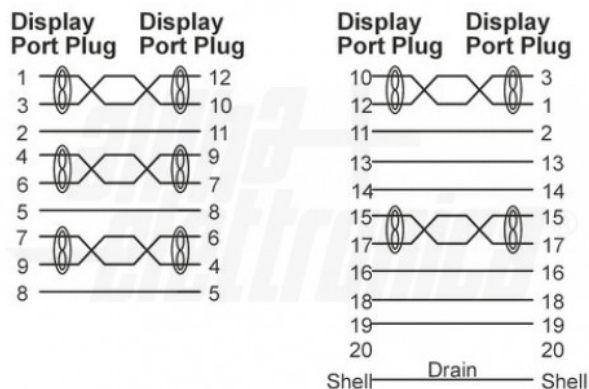 Display Display
Port Plug Port Plug
1 12
3 10
2 11
4 9
6 7
5 8
7 6
9 4
8 5
Display Display
Port Plug Port Plug
10 3
12 1
11 2
13 13
14 14
15 15
17 17
16 16
18 18
19 19
20 20
Drain
Shell Shell
alpha
elettronica®